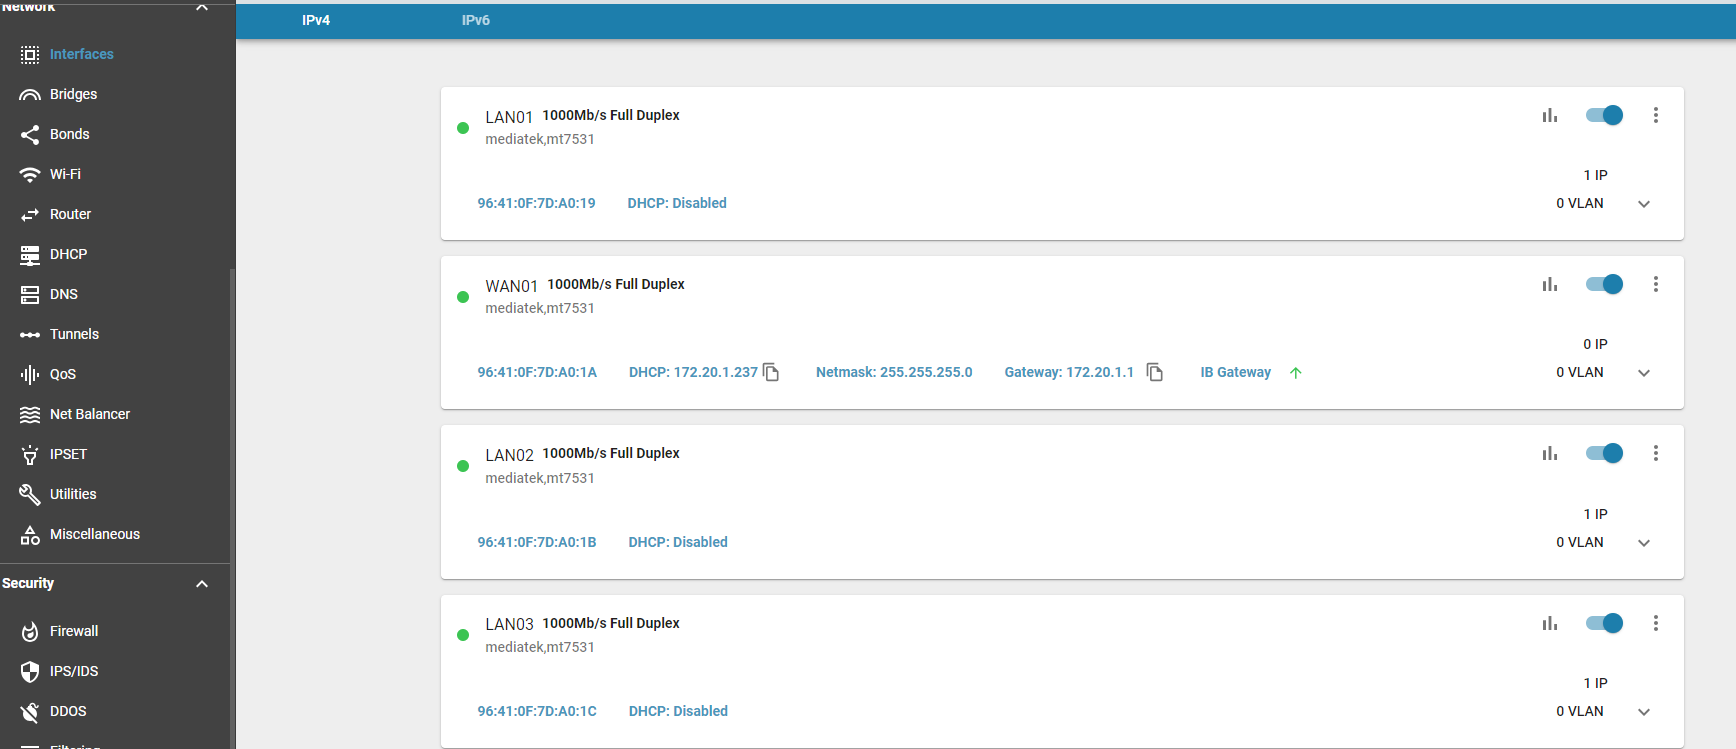 Network
Interfaces
Bridges
Bonds
Wi-Fi
Router
DHCP
DNS
Tunnels
QoS
Net Balancer
IPSET
Utilities
Miscellaneous
Security
Firewall
IPS/IDS
DDOS
Filtering
IPv4 IPv6
LAN01 1000Mb/s Full Duplex
mediatek,mt7531
1 IP
96:41:0F:7D:A0:19 DHCP: Disabled 0 VLAN
WAN01 1000Mb/s Full Duplex
mediatek,mt7531
0 IP
96:41:0F:7D:A0:1A DHCP: 172.20.1.237 Netmask: 255.255.255.0 Gateway: 172.20.1.1 IB Gateway 0 VLAN
LAN02 1000Mb/s Full Duplex
mediatek,mt7531
1 IP
96:41:0F:7D:A0:1B DHCP: Disabled 0 VLAN
LAN03 1000Mb/s Full Duplex
mediatek,mt7531
1 IP
96:41:0F:7D:A0:1C DHCP: Disabled 0 VLAN